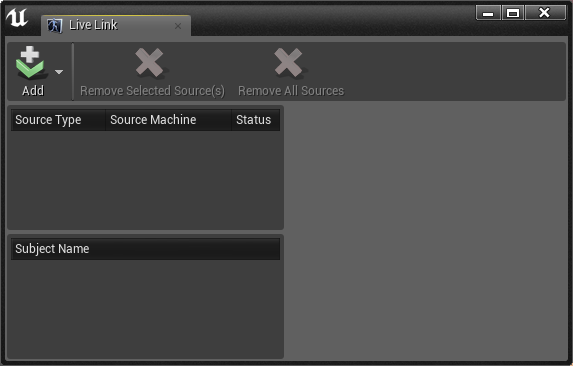 Live Link
Add
Remove Selected Source(s)
Remove All Sources
Source Type
Source Machine
Status
Subject Name